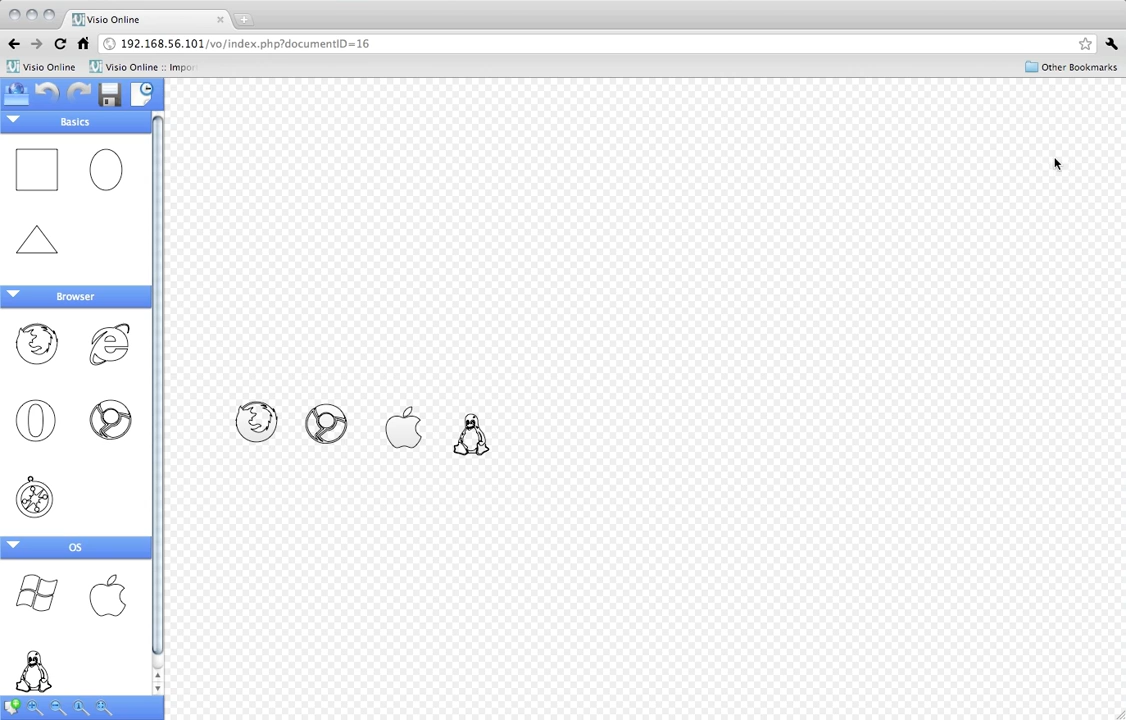 Visio Online
192.168.56.101/vo/index.php?documentID=16
Visio Online
Visio Online :: Impor
Other Bookmarks
Basics
Browser
OS